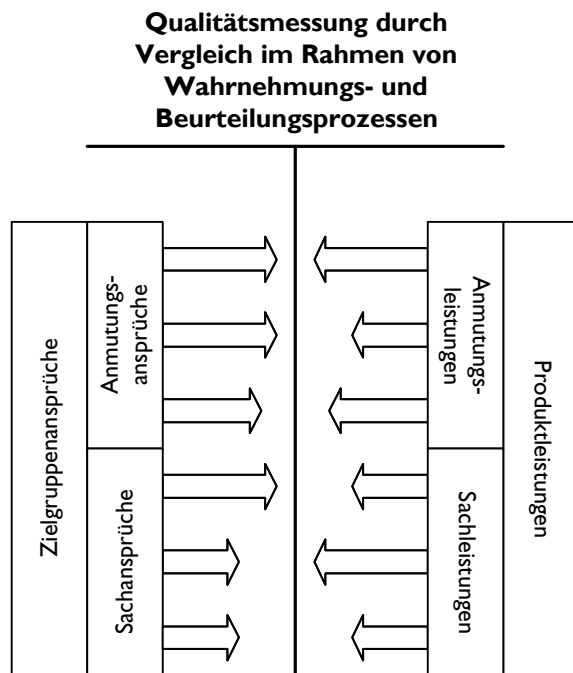 Qualitätsmessung durch
Vergleich im Rahmen von
Wahrnehmungs- und
Beurteilungsprozessen
Zielgruppenansprüche
Anmutungs-
ansprüche
Sachansprüche
Anmutungs-
leistungen
Sachleistungen
Produktleistungen